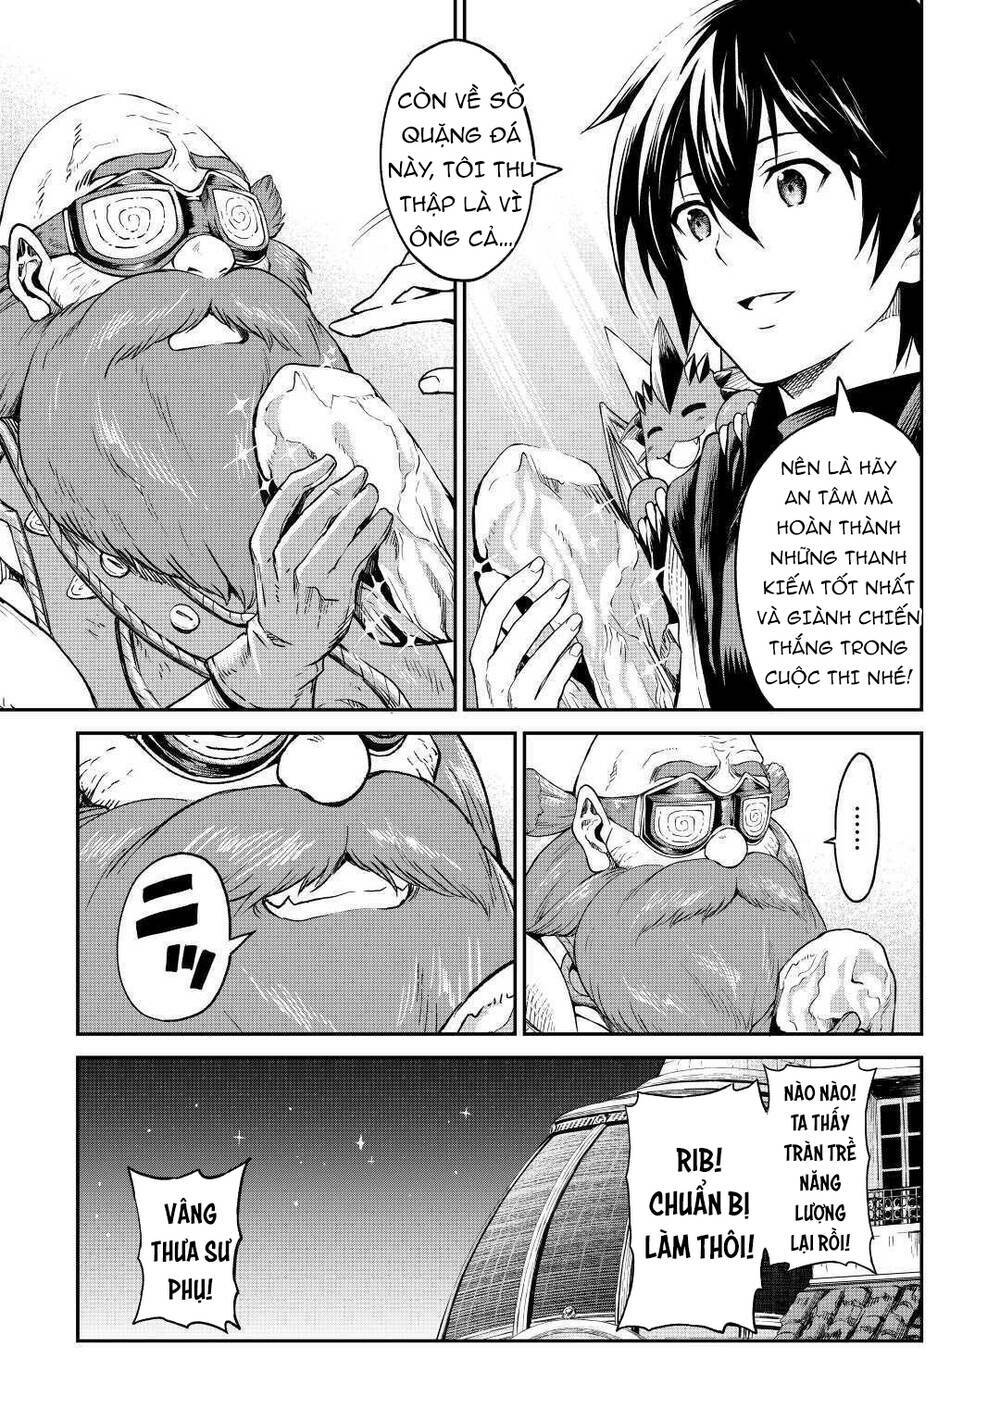 CÒN VỀ SỐ
QUẶNG ĐÁ
NÀY, TÔI THU
THẬP LÀ VÌ
ÔNG CẢ...
NÊN LÀ HÃY
AN TÂM MÀ
HOÀN THÀNH
NHỮNG THANH
KIẾM TỐT NHẤT
VÀ GIÀNH CHIẾN
THẮNG TRONG
CUỘC THI NHÉ!
......
ニッ
NÀO NÀO!
TA THẤY
TRÀN TRỀ
NĂNG
LƯỢNG
LẠI RỒI!
RIB!
CHUẨN BỊ
LÀM THÔI!
VÂNG
THƯA SƯ
PHỤ!